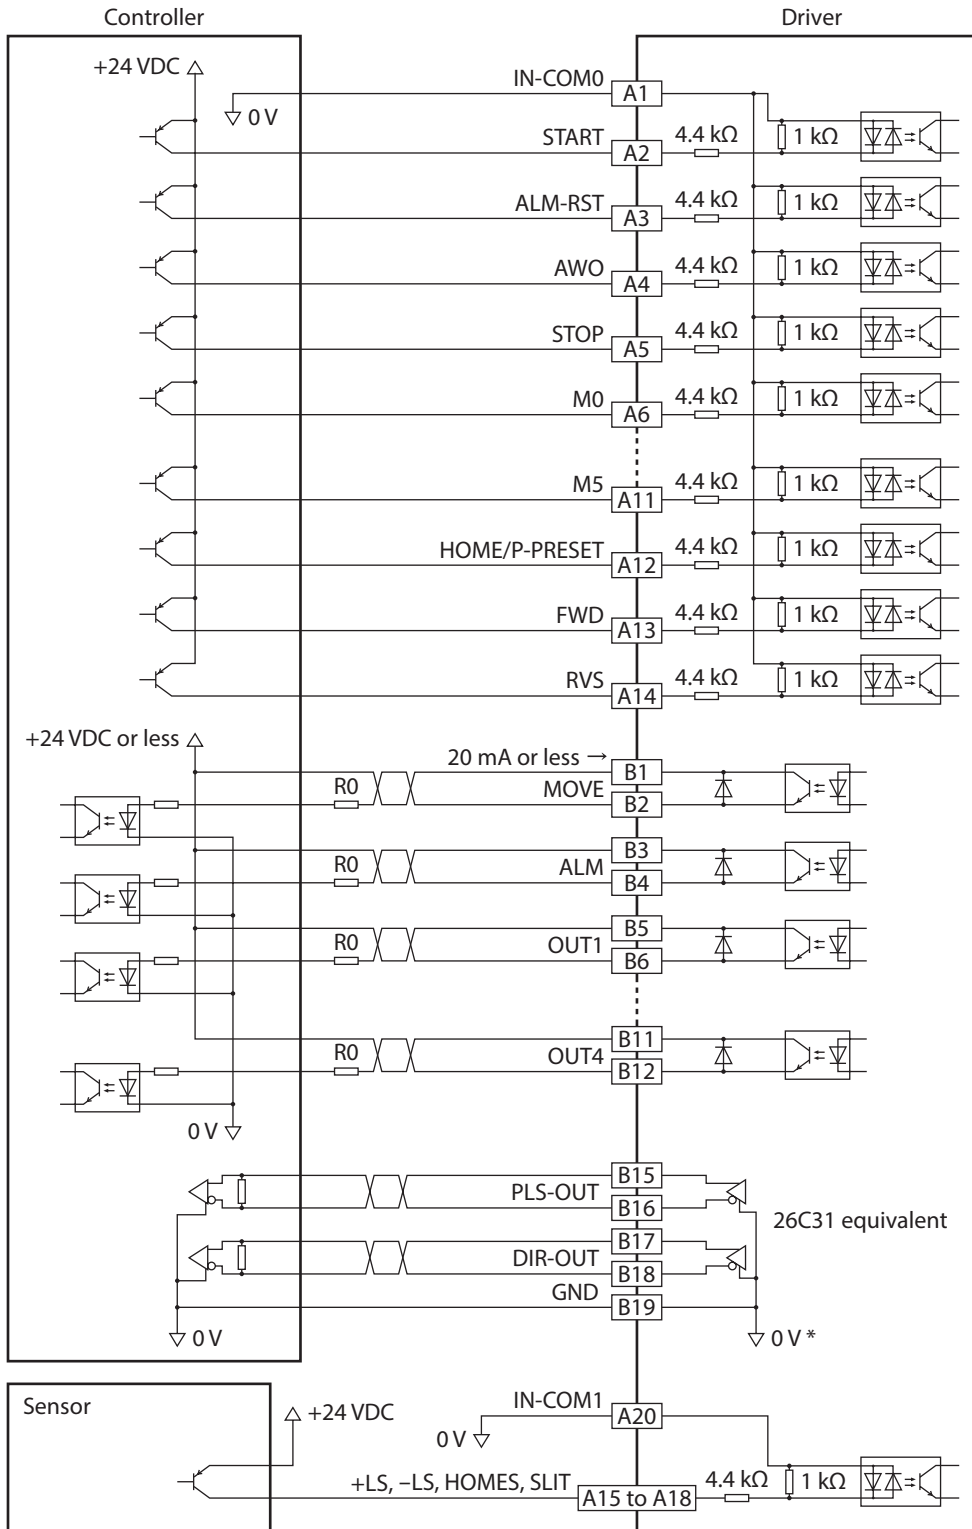 Controller
Driver
+24 VDC
IN-COM0
A1
0 V
START
A2
4.4 kΩ
1 kΩ
ALM-RST
A3
4.4 kΩ
1 kΩ
AWO
A4
4.4 kΩ
1 kΩ
STOP
A5
4.4 kΩ
1 kΩ
M0
A6
4.4 kΩ
1 kΩ
M5
A11
4.4 kΩ
1 kΩ
HOME/P-PRESET
A12
4.4 kΩ
1 kΩ
FWD
A13
4.4 kΩ
1 kΩ
RVS
A14
4.4 kΩ
1 kΩ
+24 VDC or less
20 mA or less →
B1
R0
MOVE
B2
B3
R0
ALM
B4
B5
R0
OUT1
B6
B11
R0
OUT4
B12
0 V
B15
PLS-OUT
B16
26C31 equivalent
B17
DIR-OUT
B18
GND
B19
0 V
0 V *
Sensor
+24 VDC
IN-COM1
A20
0 V
+LS, –LS, HOMES, SLIT
A15 to A18
4.4 kΩ
1 kΩ